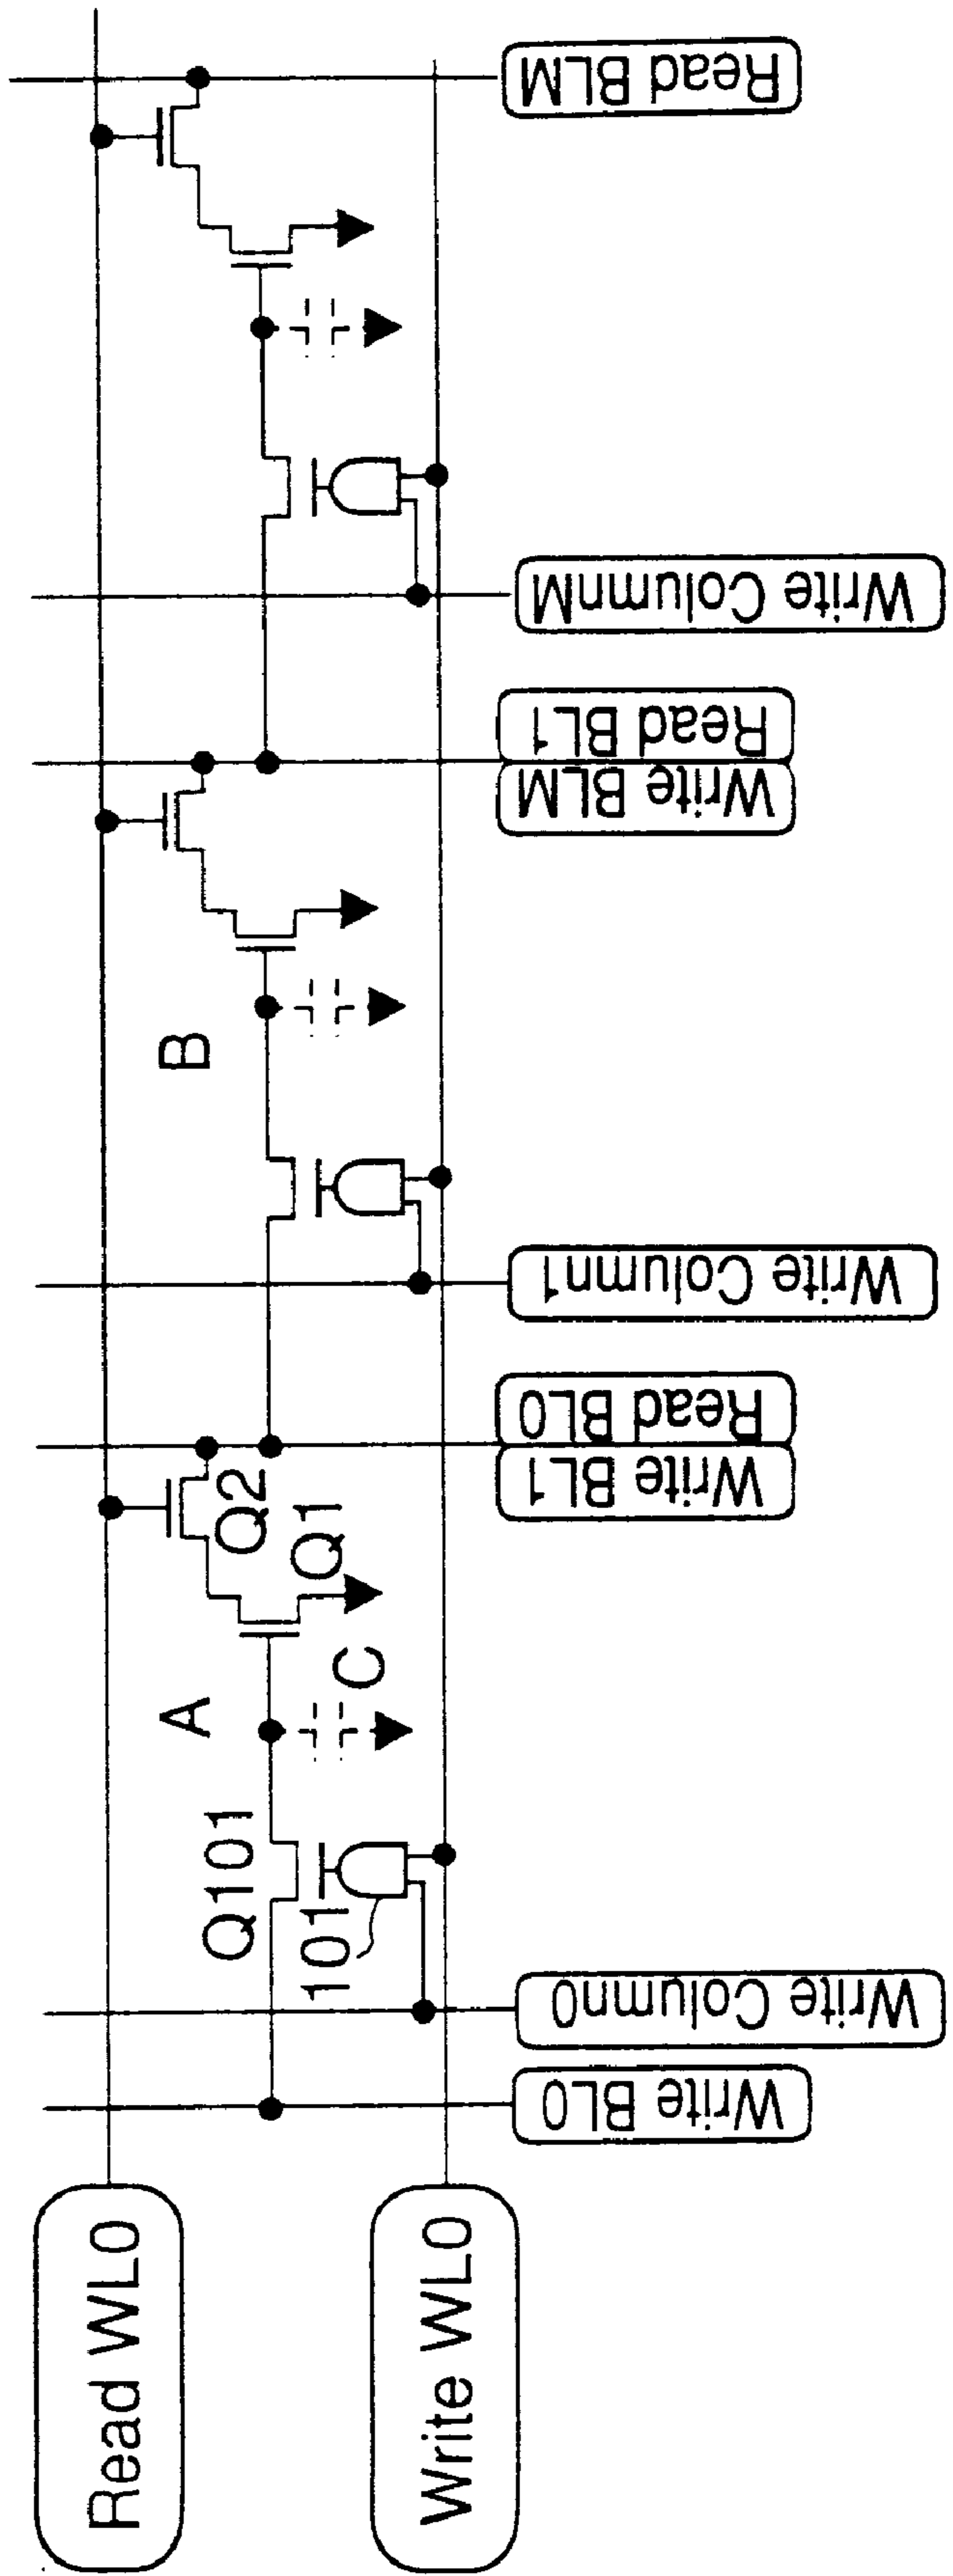 Read WL0
Write WL0
Write BL0
Write Column0
Q101
101
A
C
Q1
Q2
Write BL1
Read BL0
Write Column1
B
Write BLM
Read BL1
Write ColumnM
Read BLM